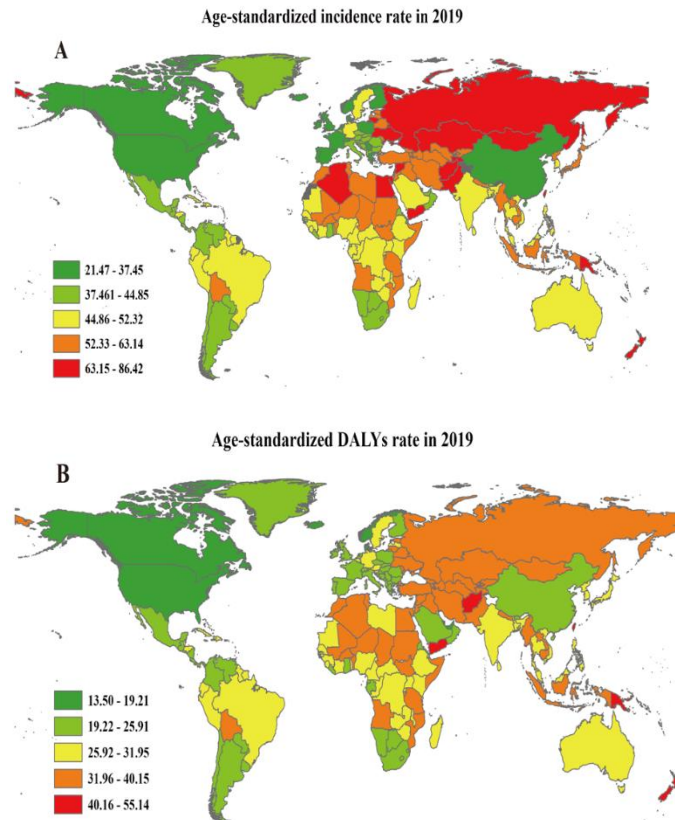 Age-standardized incidence rate in 2019
A
21.47 - 37.45
37.461 - 44.85
44.86 - 52.32
52.33 - 63.14
63.15 - 86.42
Age-standardized DALYs rate in 2019
B
13.50 - 19.21
19.22 - 25.91
25.92 - 31.95
31.96 - 40.15
40.16 - 55.14